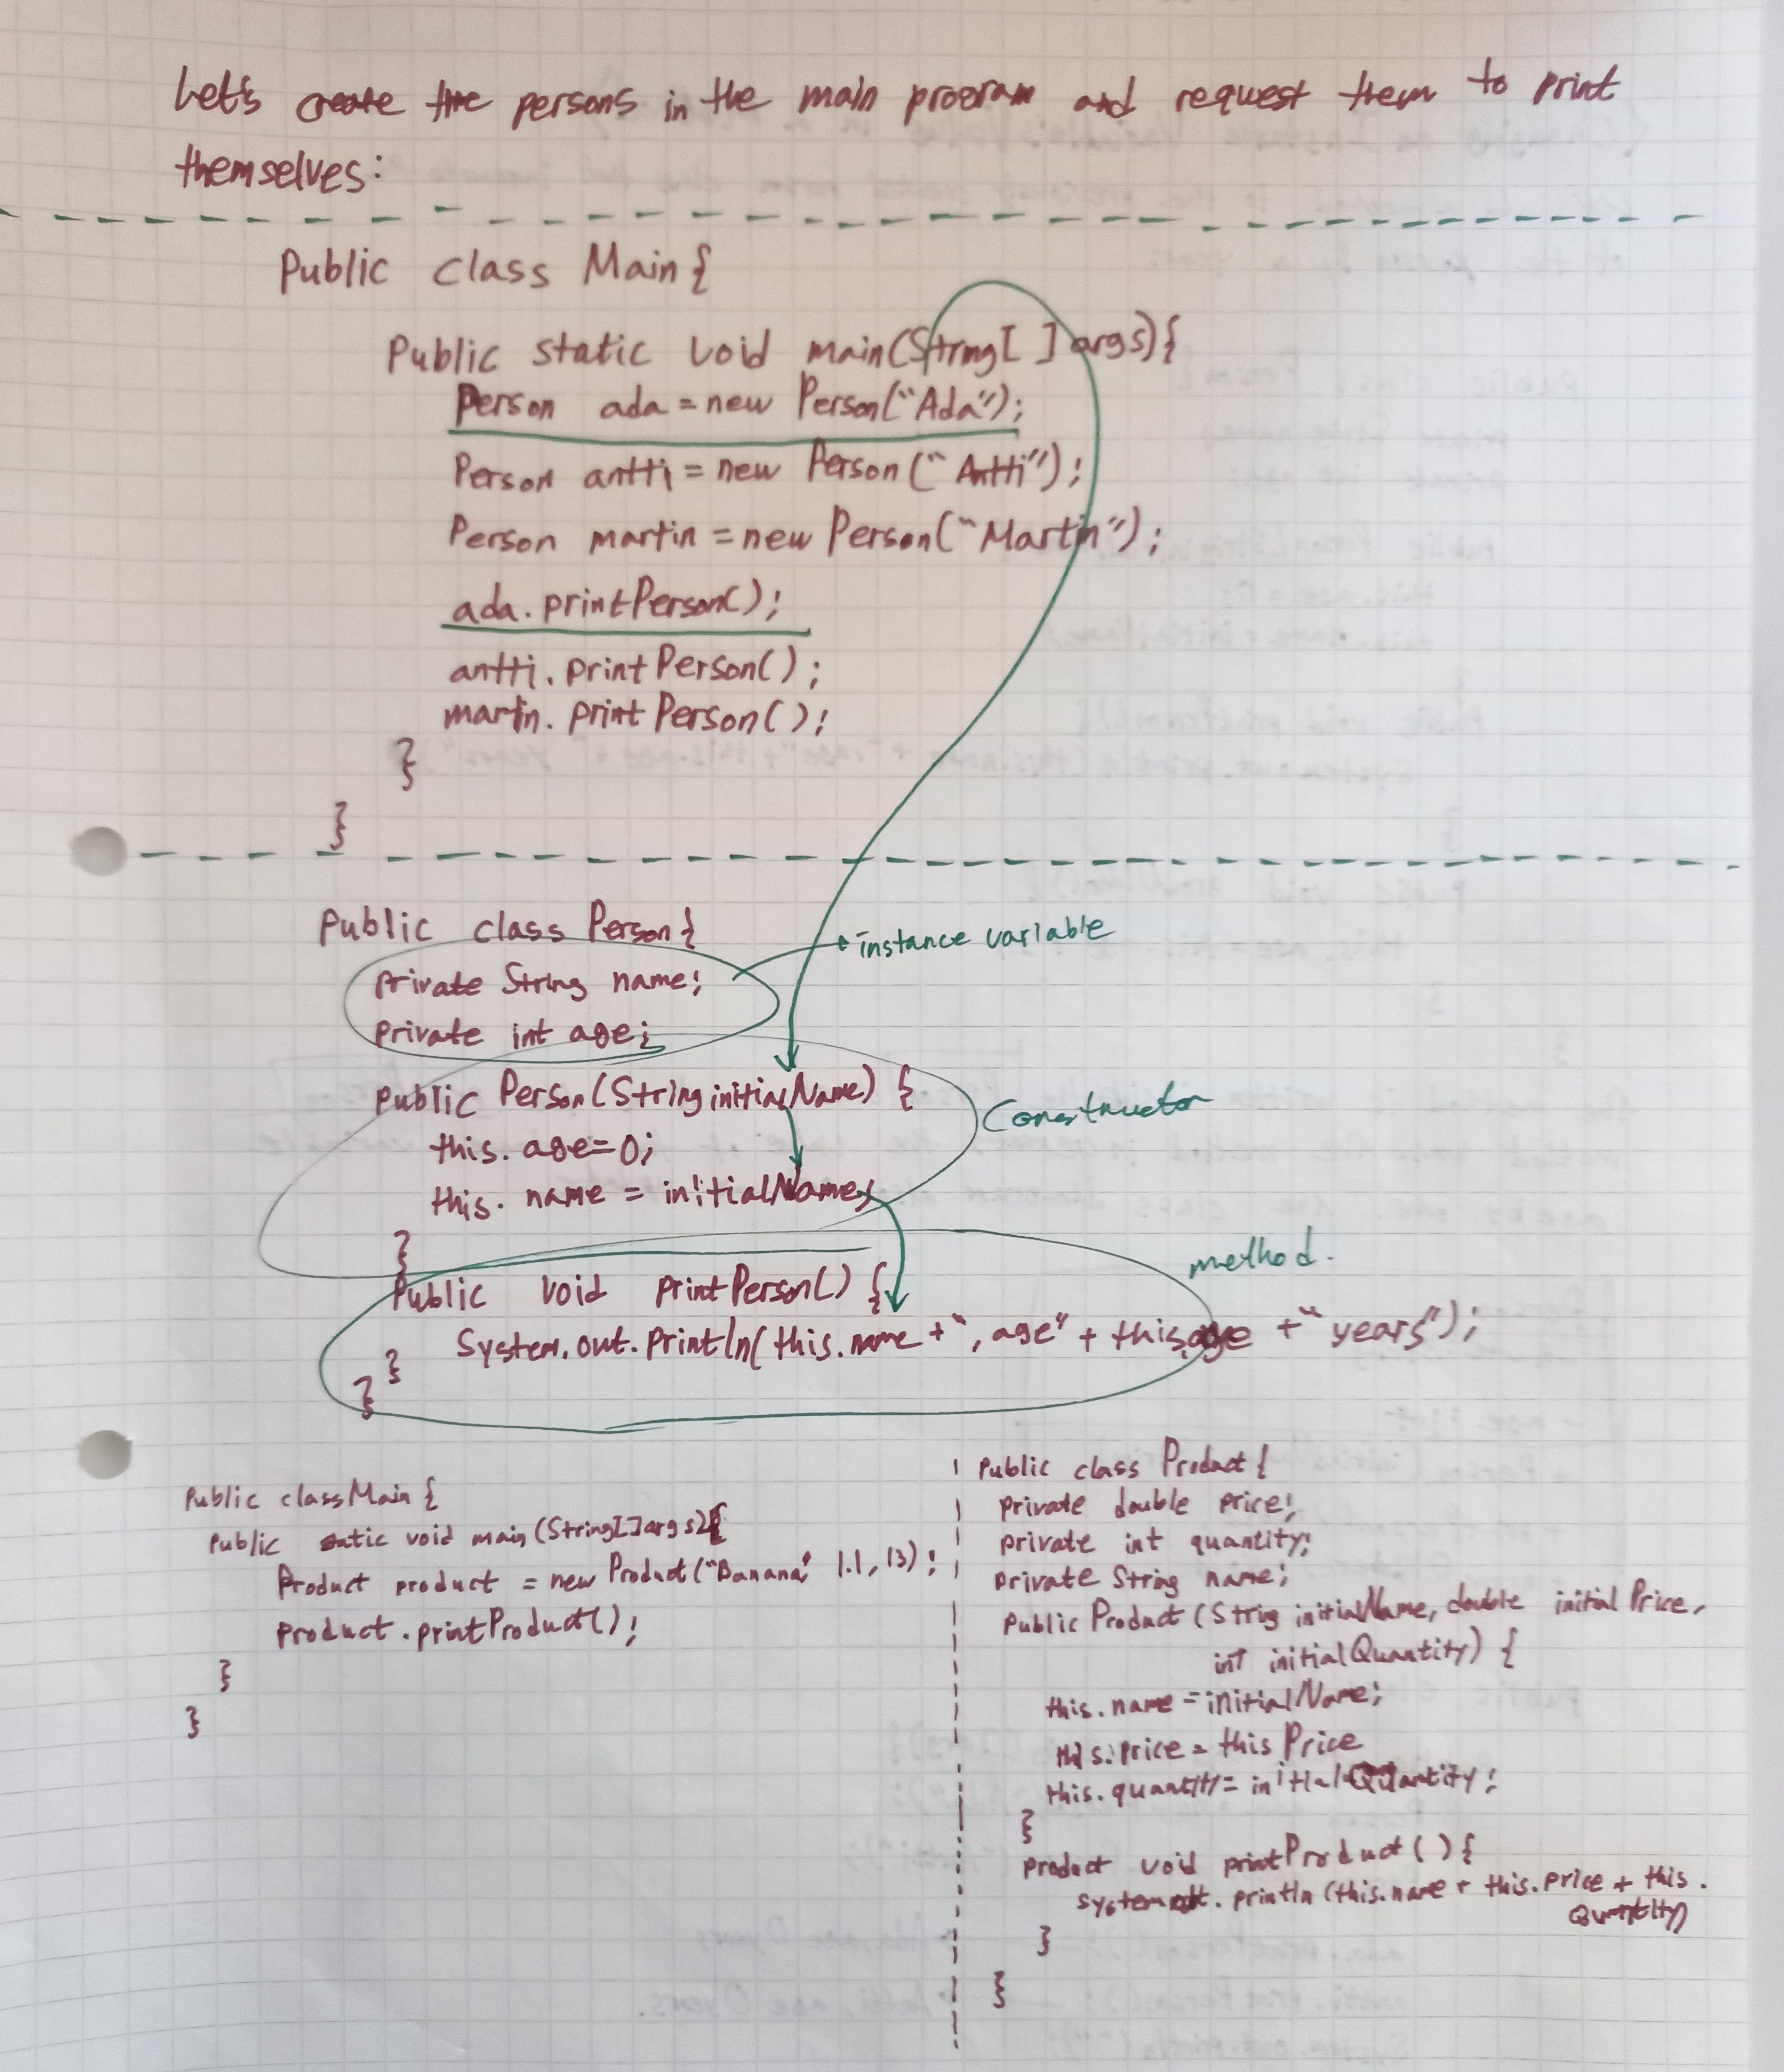 Let's create the persons in the main program and request them to print
themselves:
Public class Main{
Public static void main(String[ ] args){
Person ada = new Person("Ada");
Person antti = new Person("Antti");
Person martin = new Person("Martin");
ada.printPerson();
antti.printPerson();
martin.printPerson();
}
}
Public class Person{
private String name;
private int age;
instance variable
public Person(String initialName) {
this.age=0;
this.name = initialName;
}
Constructor
Public void printPerson() {
System.out.println(this.name + ", age" + this.age + "years");
}
}
method.
Public class Main {
Public static void main (String[] args){
Product product = new Product("Banana", 1.1, 13);
Product.printProduct();
}
}
Public class Product {
private double price;
private int quantity;
private String name;
Public Product (String initialName, double initialPrice,
int initialQuantity) {
this.name = initialName;
this.price = this Price
this.quantity = initialQuantity;
}
Product void printProduct () {
system.out.println (this.name + this.price + this.
Quantity)
}
}